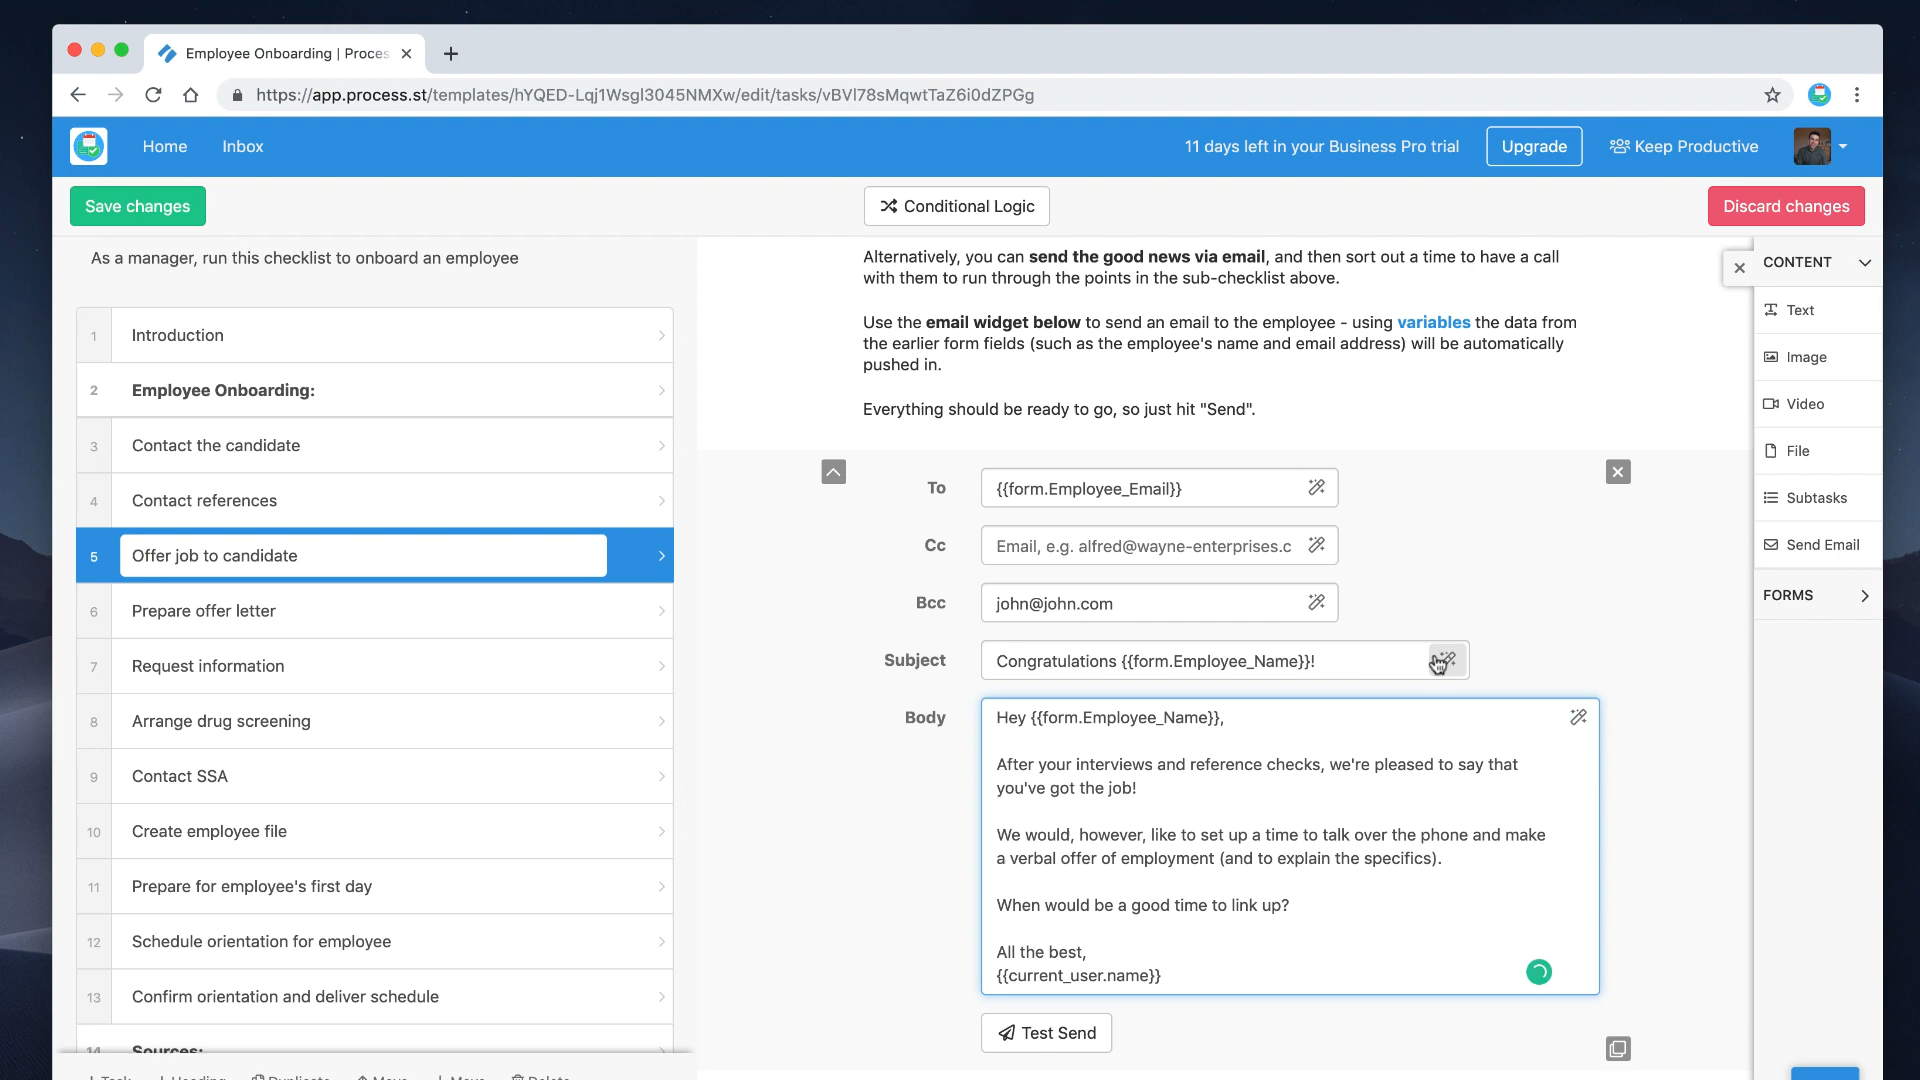 Employee Onboarding | Proces
https://app.process.st/templates/hYQED-Lqj1Wsgl3045NMXw/edit/tasks/vBVl78sMqwtTaZ6i0dZPGg
Home
Inbox
11 days left in your Business Pro trial
Upgrade
Keep Productive
Save changes
Conditional Logic
Discard changes
As a manager, run this checklist to onboard an employee
1 Introduction
2 Employee Onboarding:
3 Contact the candidate
4 Contact references
5 Offer job to candidate
6 Prepare offer letter
7 Request information
8 Arrange drug screening
9 Contact SSA
10 Create employee file
11 Prepare for employee's first day
12 Schedule orientation for employee
13 Confirm orientation and deliver schedule
14 Sources:
Task Heading Duplicate Move Move Delete
Alternatively, you can send the good news via email, and then sort out a time to have a call
with them to run through the points in the sub-checklist above.
Use the email widget below to send an email to the employee - using variables the data from
the earlier form fields (such as the employee's name and email address) will be automatically
pushed in.
Everything should be ready to go, so just hit "Send".
To {{form.Employee_Email}}
Cc Email, e.g. alfred@wayne-enterprises.c
Bcc john@john.com
Subject Congratulations {{form.Employee_Name}}!
Body Hey {{form.Employee_Name}},
After your interviews and reference checks, we're pleased to say that
you've got the job!
We would, however, like to set up a time to talk over the phone and make
a verbal offer of employment (and to explain the specifics).
When would be a good time to link up?
All the best,
{{current_user.name}}
Test Send
CONTENT
Text
Image
Video
File
Subtasks
Send Email
FORMS